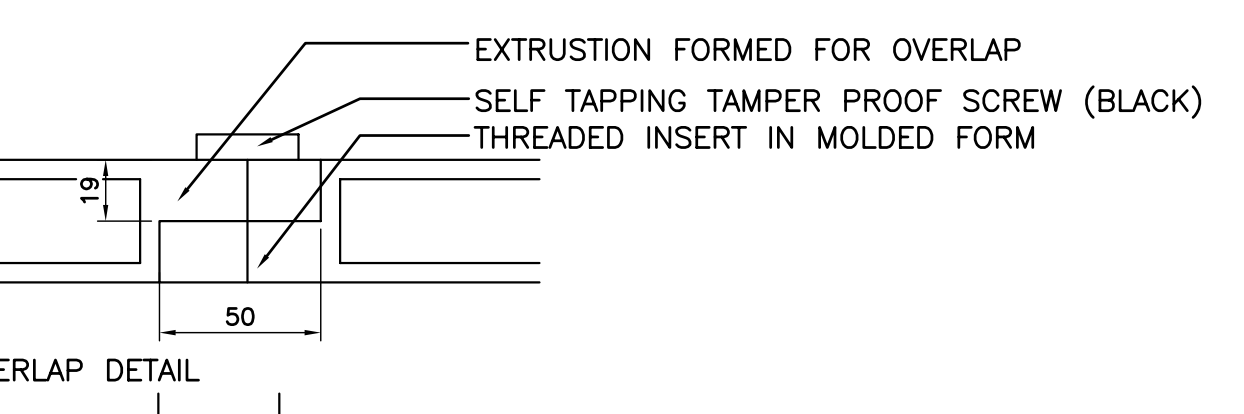 EXTRUSTION FORMED FOR OVERLAP
SELF TAPPING TAMPER PROOF SCREW (BLACK)
THREADED INSERT IN MOLDED FORM
19
50
ERLAP DETAIL